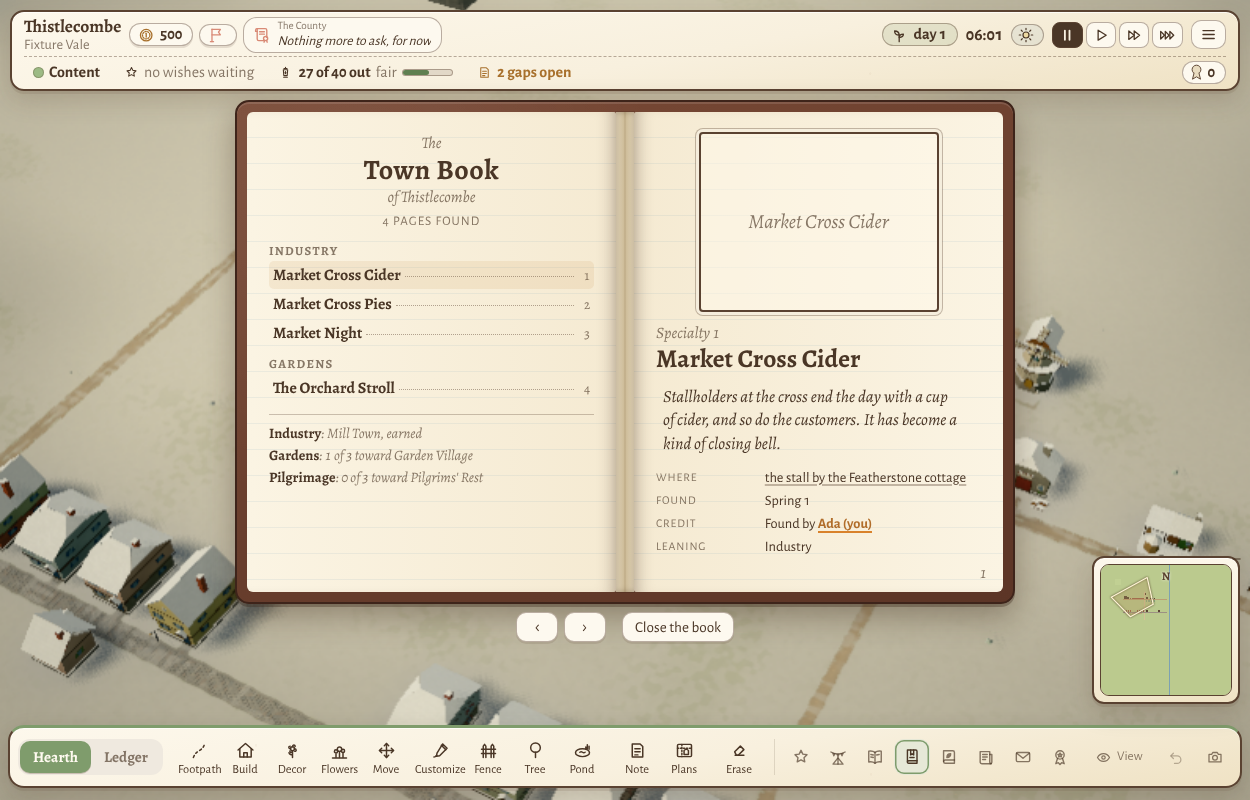 Thistlecombe
Fixture Vale
500
The County
Nothing more to ask, for now
day 1
06:01
Content
no wishes waiting
27 of 40 out fair
2 gaps open
0
The
Town Book
of Thistlecombe
4 PAGES FOUND
INDUSTRY
Market Cross Cider 1
Market Cross Pies 2
Market Night 3
GARDENS
The Orchard Stroll 4
Industry: Mill Town, earned
Gardens: 1 of 3 toward Garden Village
Pilgrimage: 0 of 3 toward Pilgrims' Rest
Market Cross Cider
Specialty 1
Market Cross Cider
Stallholders at the cross end the day with a cup
of cider, and so do the customers. It has become a
kind of closing bell.
WHERE the stall by the Featherstone cottage
FOUND Spring 1
CREDIT Found by Ada (you)
LEANING Industry
1
‹ › Close the book
N
Hearth Ledger
Footpath Build Decor Flowers Move Customize Fence Tree Pond Note Plans Erase
View